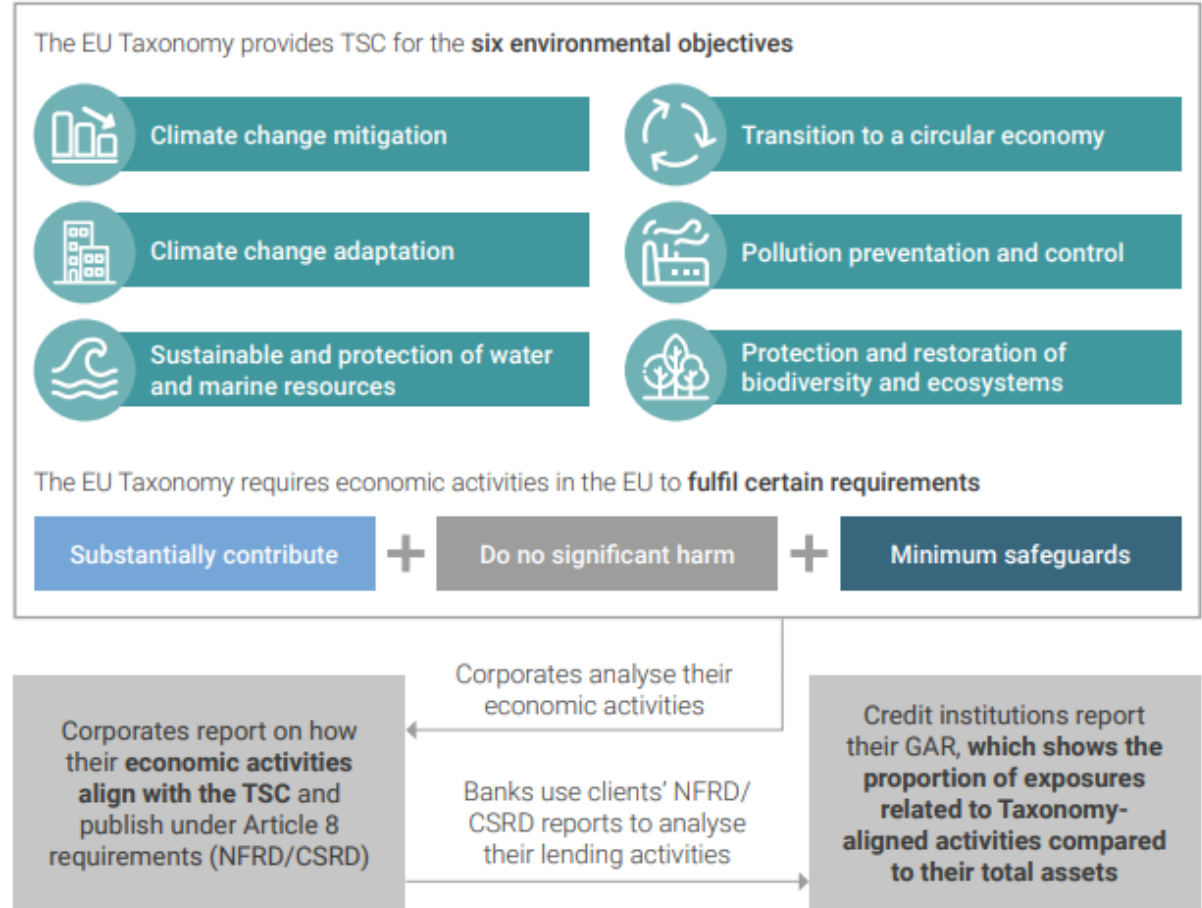 The EU Taxonomy provides TSC for the six environmental objectives
Climate change mitigation
Transition to a circular economy
Climate change adaptation
Pollution preventation and control
Sustainable and protection of water
and marine resources
Protection and restoration of
biodiversity and ecosystems
The EU Taxonomy requires economic activities in the EU to fulfil certain requirements
Substantially contribute
+
Do no significant harm
+
Minimum safeguards
Corporates analyse their
economic activities
Corporates report on how
their economic activities
align with the TSC and
publish under Article 8
requirements (NFRD/CSRD)
Banks use clients’ NFRD/
CSRD reports to analyse
their lending activities
Credit institutions report
their GAR, which shows the
proportion of exposures
related to Taxonomy-
aligned activities compared
to their total assets